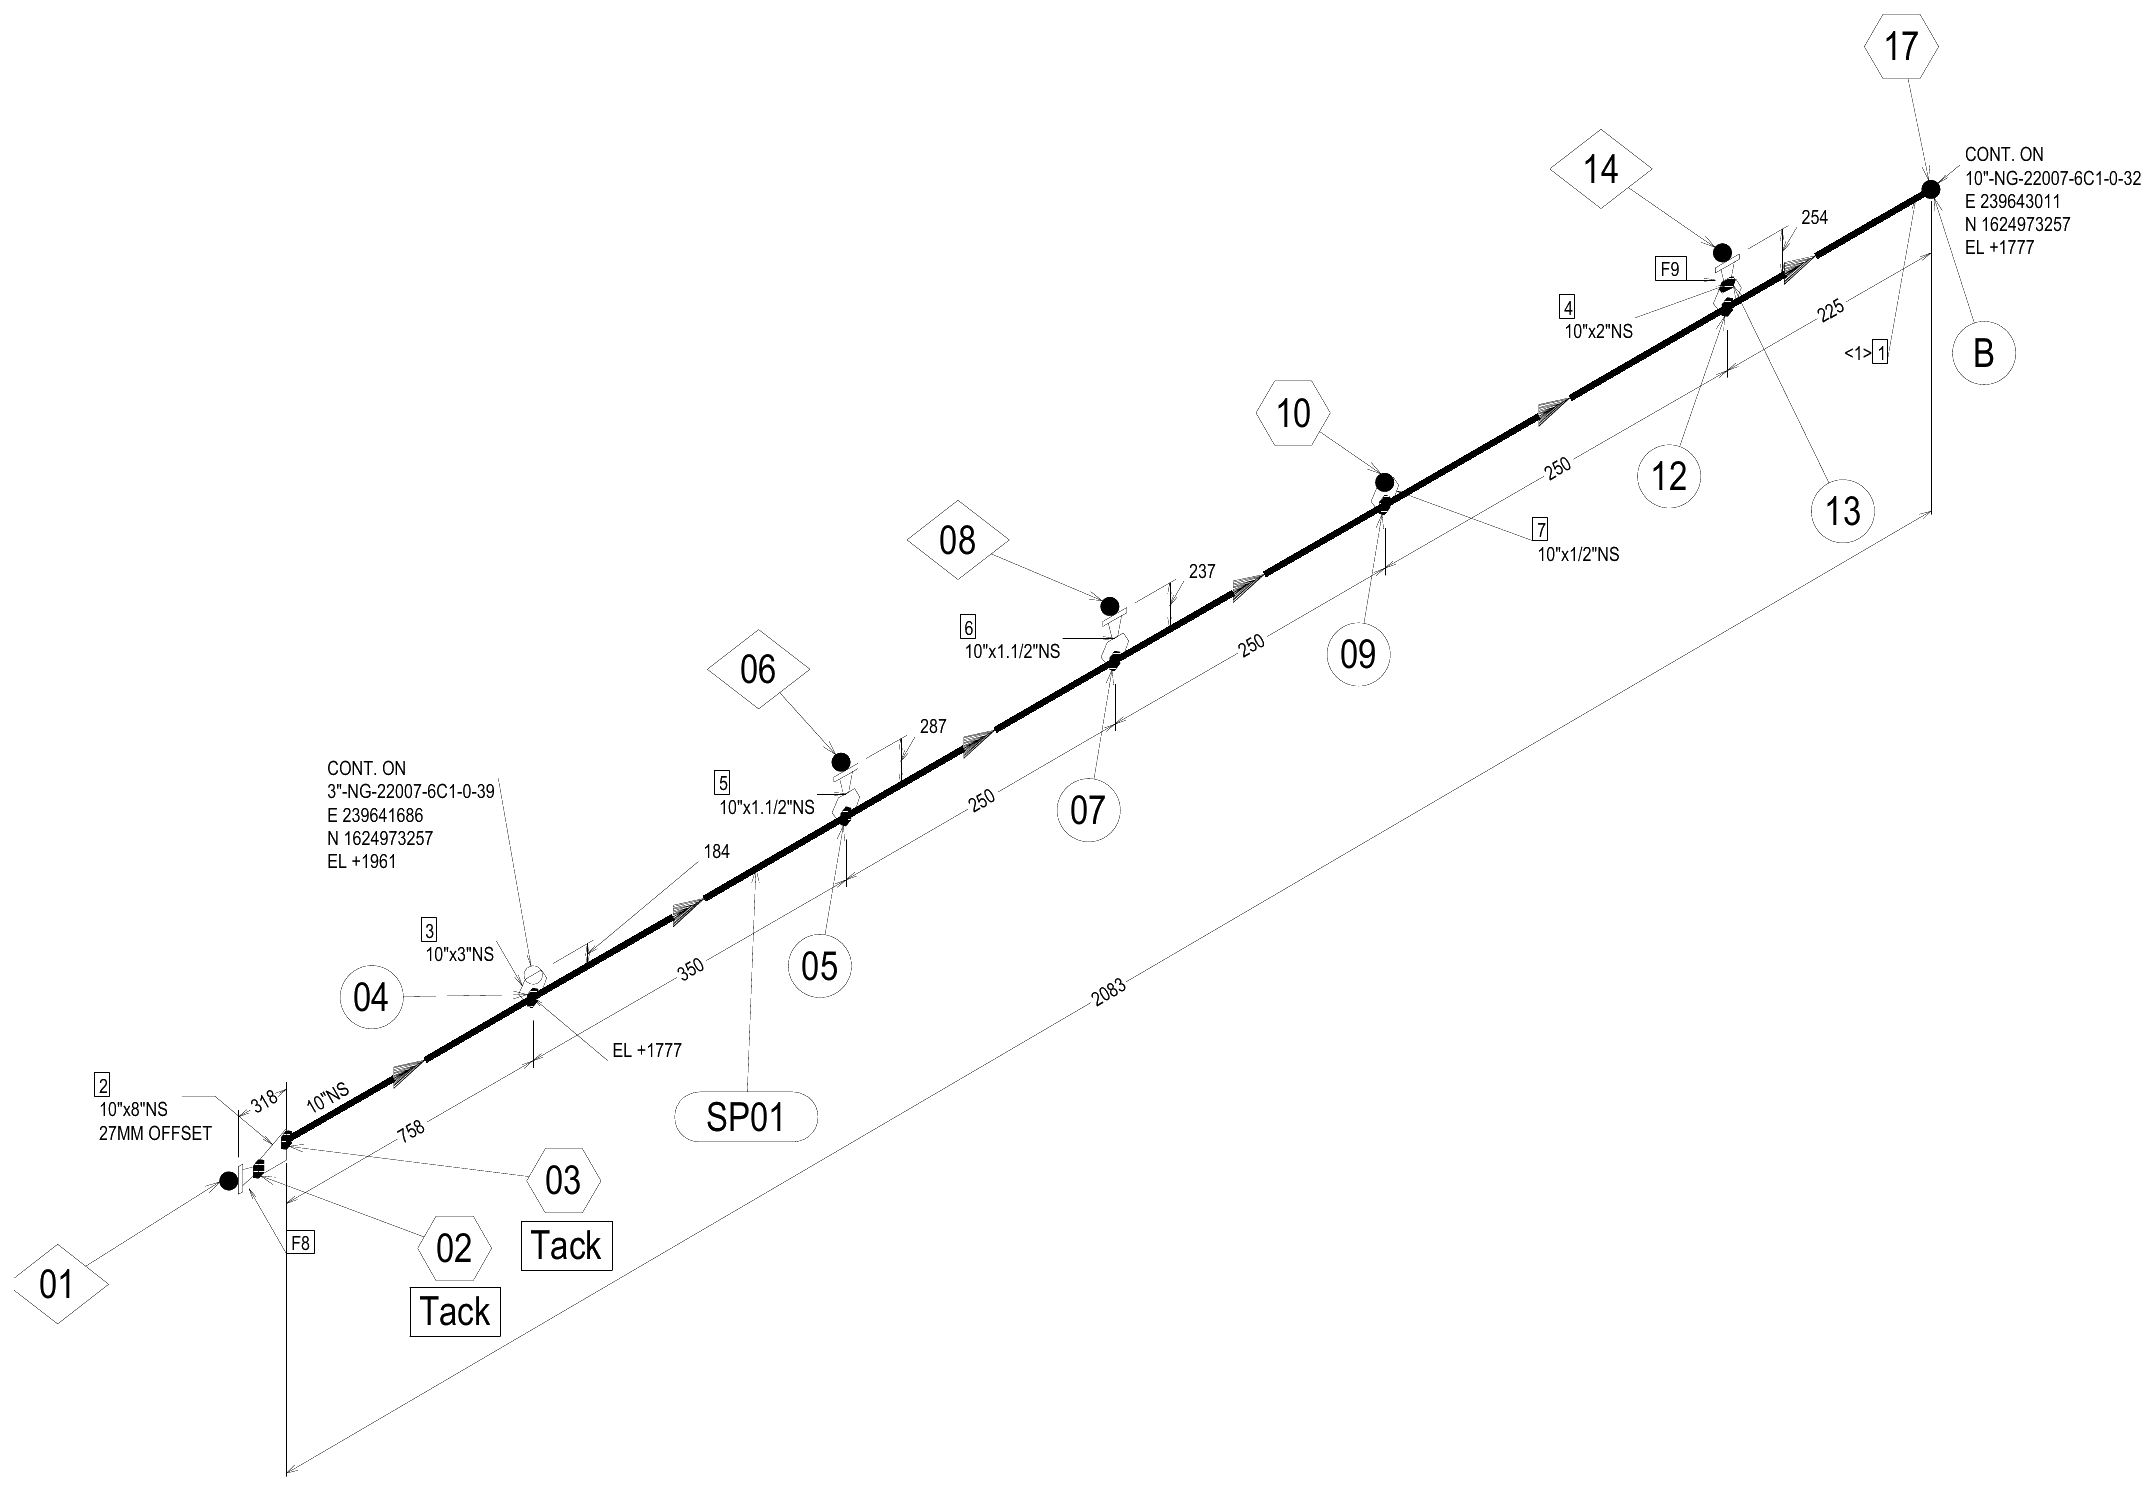 17
CONT. ON
10"-NG-22007-6C1-0-32
E 239643011
N 1624973257
EL +1777
14
254
F9
4
10"x2"NS
225
<1> 1
B
10
250
12
13
7
10"x1/2"NS
08
237
6
10"x1.1/2"NS
250
09
06
287
5
10"x1.1/2"NS
250
07
CONT. ON
3"-NG-22007-6C1-0-39
E 239641686
N 1624973257
EL +1961
184
3
10"x3"NS
350
05
04
2083
EL +1777
SP01
2
10"x8"NS
27MM OFFSET
318
10"NS
758
03
Tack
F8
02
Tack
01